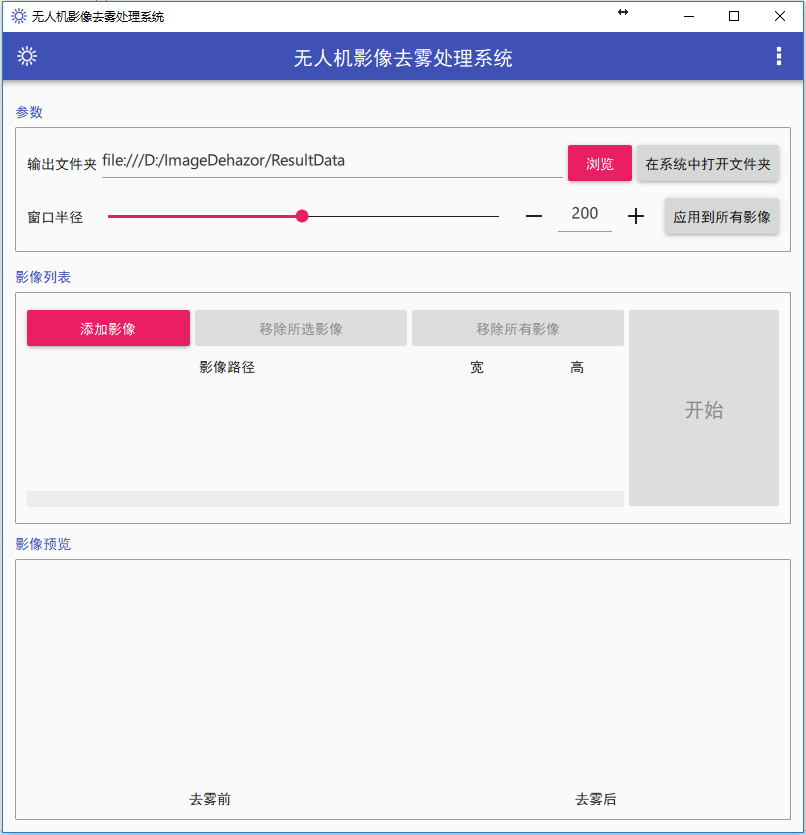 无人机影像去雾处理系统
无人机影像去雾处理系统
参数
输出文件夹 file:///D:/ImageDehazor/ResultData 浏览 在系统中打开文件夹
窗口半径 200 应用到所有影像
影像列表
添加影像 移除所选影像 移除所有影像
影像路径 宽 高
开始
影像预览
去雾前 去雾后